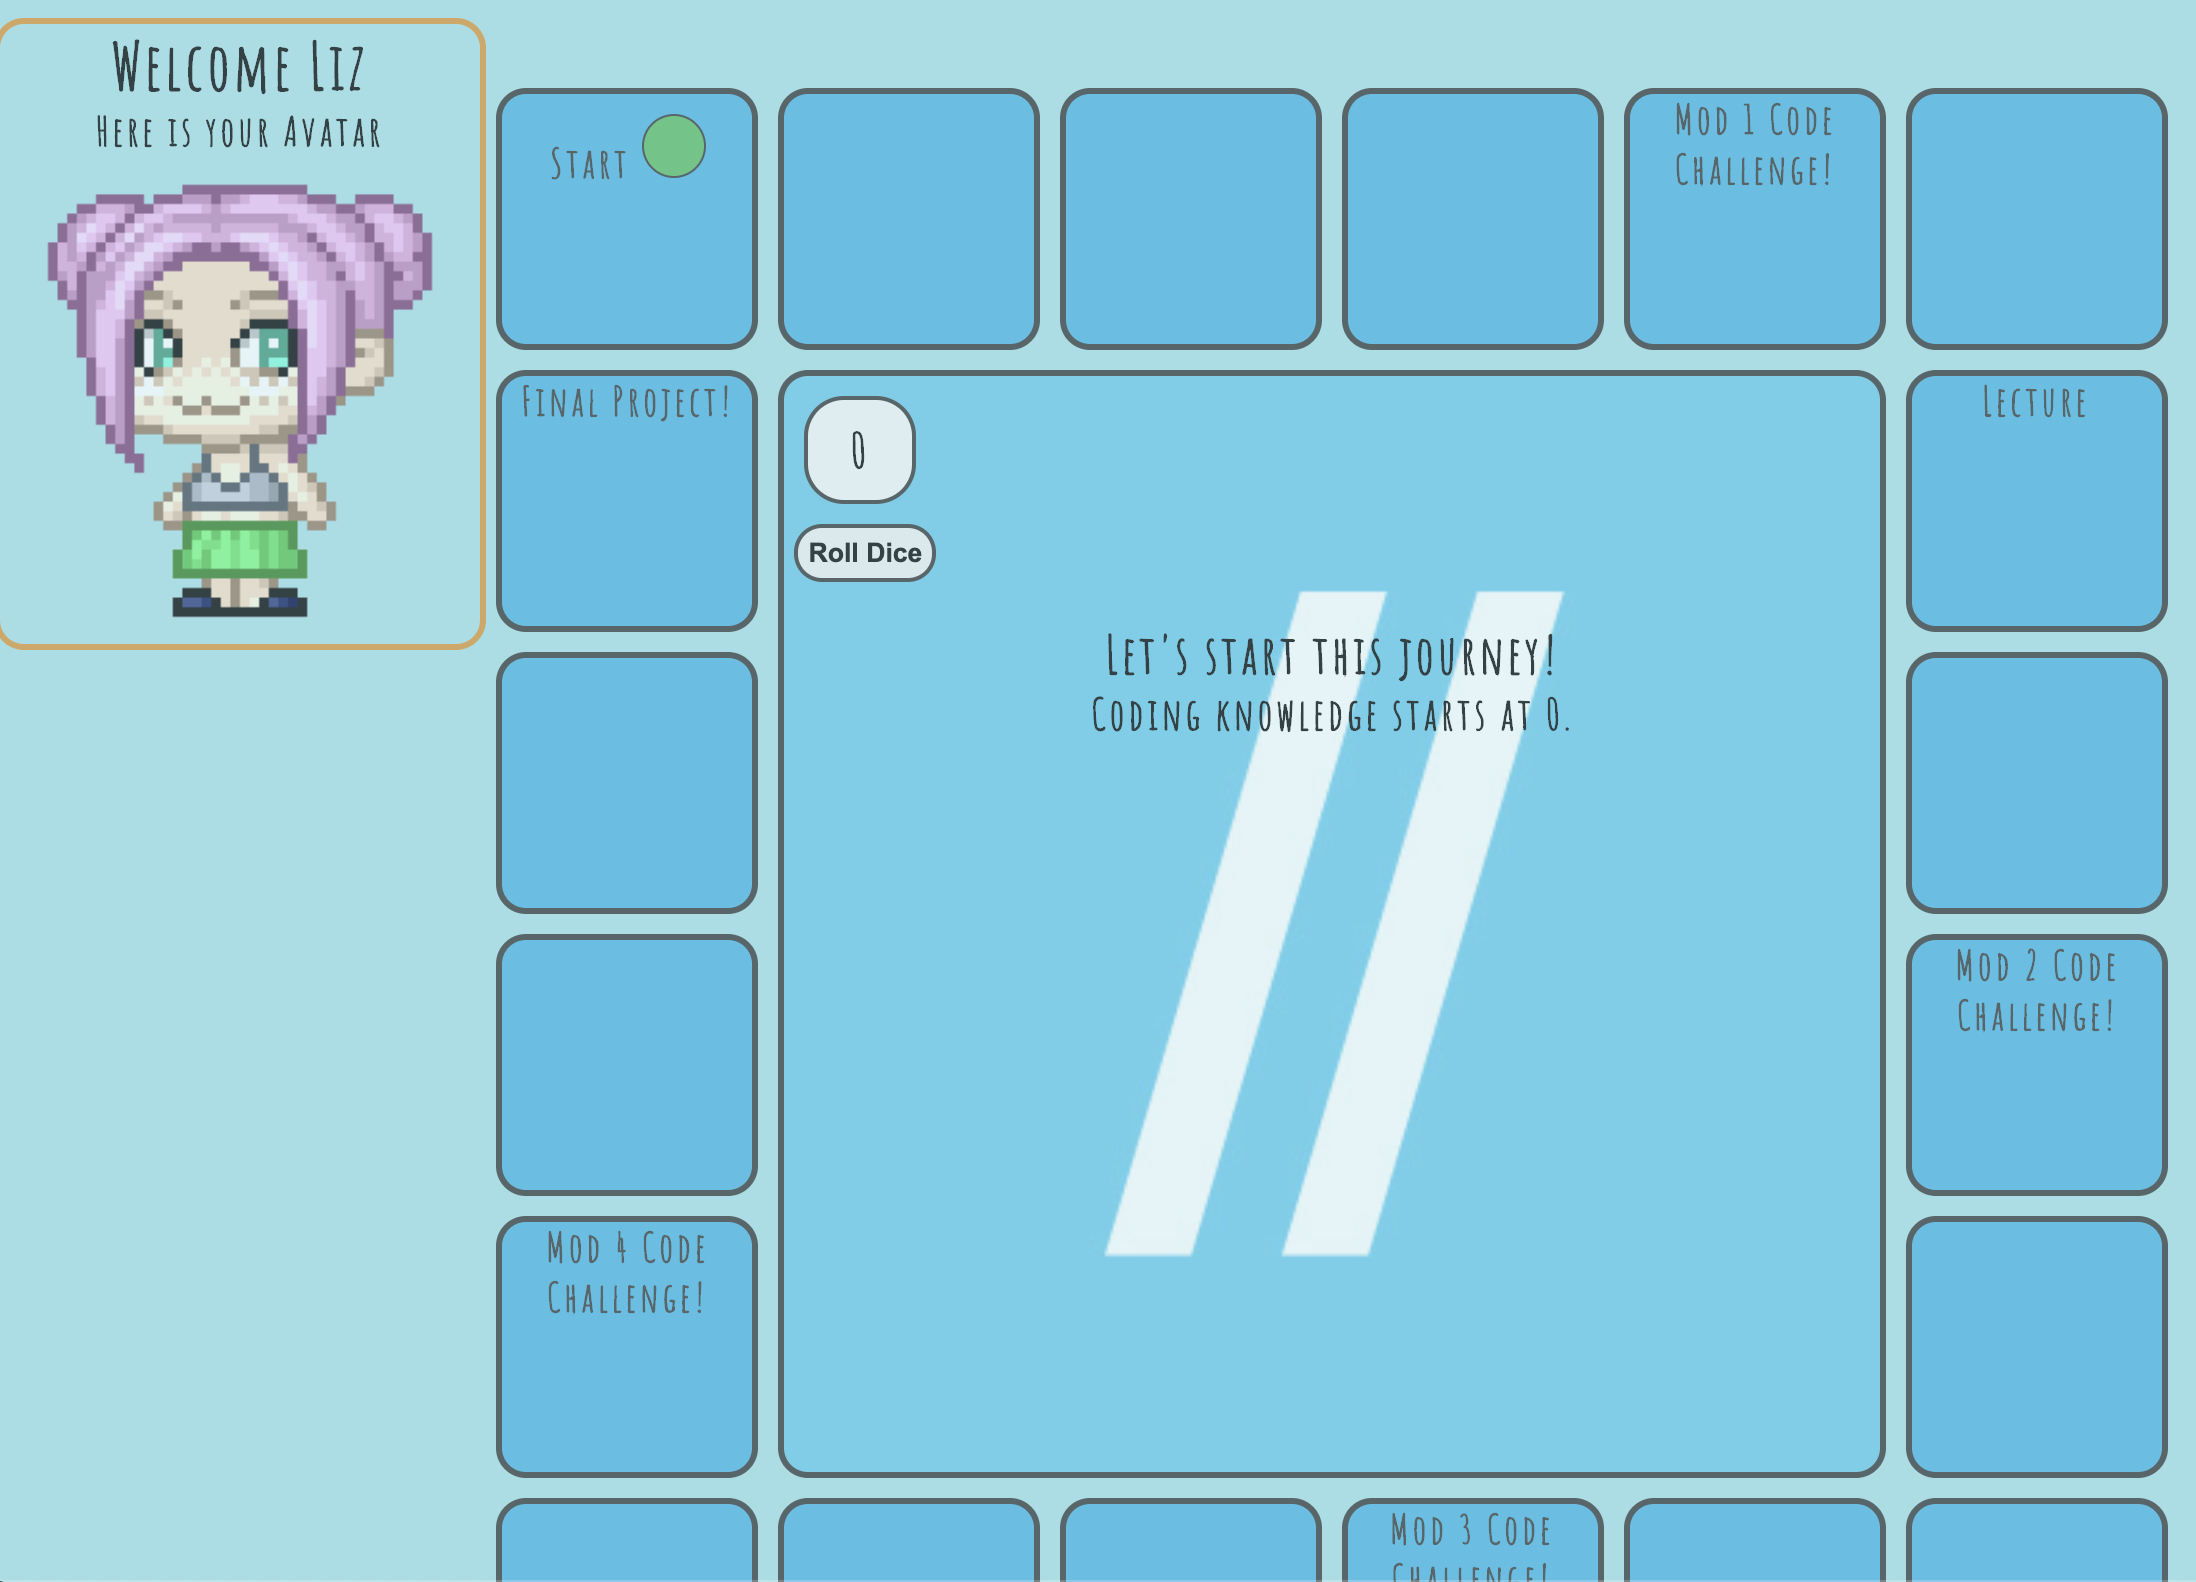 Welcome Liz
Here is your Avatar
Start
Mod 1 Code
Challenge!
Final Project!
0
Roll Dice
Let's start this journey!
Coding knowledge starts at 0.
Lecture
Mod 2 Code
Challenge!
Mod 4 Code
Challenge!
Mod 3 Code
Challenge!